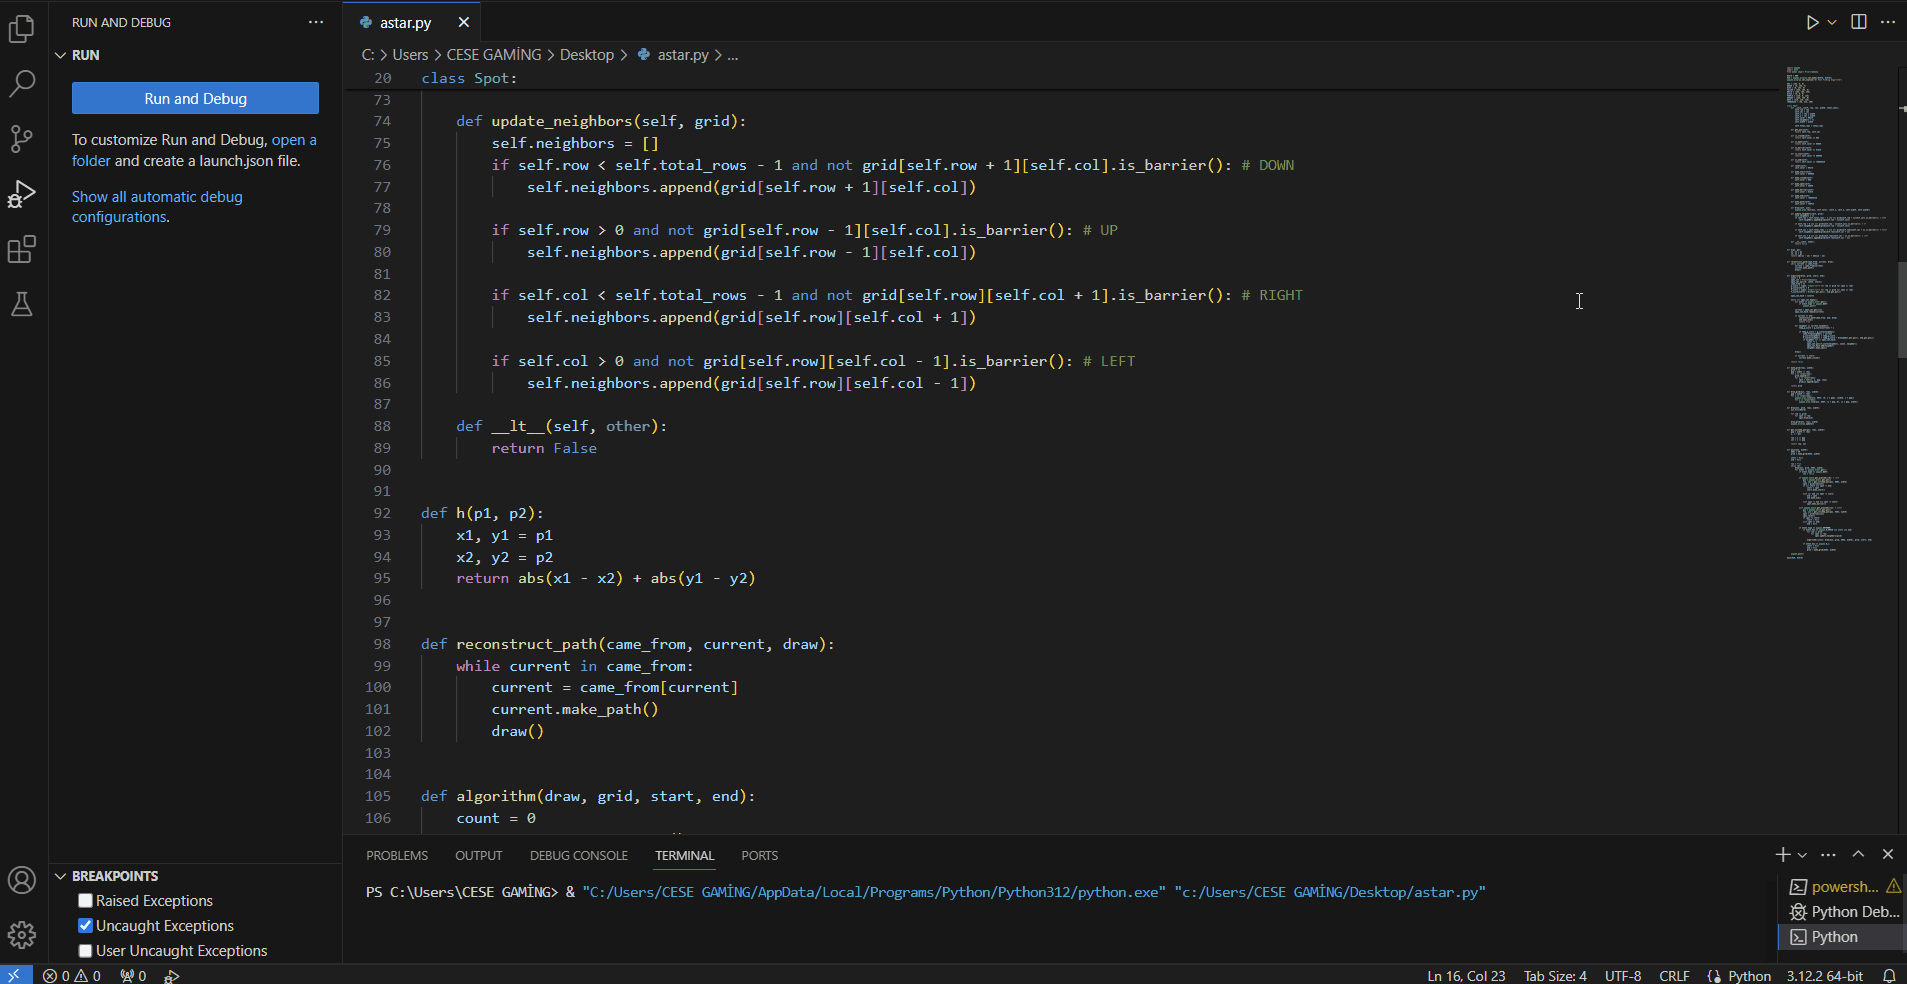 RUN AND DEBUG
RUN
Run and Debug
To customize Run and Debug, open a
folder and create a launch.json file.
Show all automatic debug
configurations.
BREAKPOINTS
Raised Exceptions
Uncaught Exceptions
User Uncaught Exceptions
astar.py
C: > Users > CESE GAMİNG > Desktop > astar.py > ...
20 class Spot:
73
74 def update_neighbors(self, grid):
75 self.neighbors = []
76 if self.row < self.total_rows - 1 and not grid[self.row + 1][self.col].is_barrier(): # DOWN
77 self.neighbors.append(grid[self.row + 1][self.col])
78
79 if self.row > 0 and not grid[self.row - 1][self.col].is_barrier(): # UP
80 self.neighbors.append(grid[self.row - 1][self.col])
81
82 if self.col < self.total_rows - 1 and not grid[self.row][self.col + 1].is_barrier(): # RIGHT
83 self.neighbors.append(grid[self.row][self.col + 1])
84
85 if self.col > 0 and not grid[self.row][self.col - 1].is_barrier(): # LEFT
86 self.neighbors.append(grid[self.row][self.col - 1])
87
88 def __lt__(self, other):
89 return False
90
91
92 def h(p1, p2):
93 x1, y1 = p1
94 x2, y2 = p2
95 return abs(x1 - x2) + abs(y1 - y2)
96
97
98 def reconstruct_path(came_from, current, draw):
99 while current in came_from:
100 current = came_from[current]
101 current.make_path()
102 draw()
103
104
105 def algorithm(draw, grid, start, end):
106 count = 0
PROBLEMS OUTPUT DEBUG CONSOLE TERMINAL PORTS
PS C:\Users\CESE GAMİNG> & "C:/Users/CESE GAMİNG/AppData/Local/Programs/Python/Python312/python.exe" "c:/Users/CESE GAMİNG/Desktop/astar.py"
powersh...
Python Deb...
Python
0 0 0 Ln 16, Col 23 Tab Size: 4 UTF-8 CRLF Python 3.12.2 64-bit